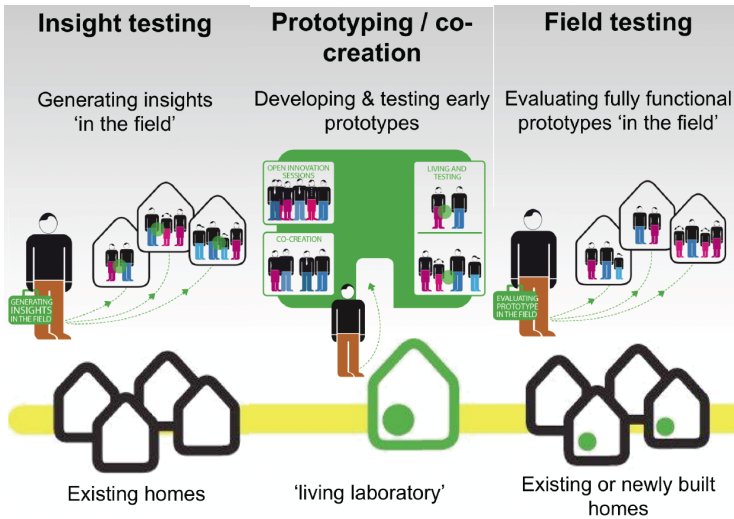 Insight testing
Generating insights
‘in the field’
GENERATING
INSIGHTS
IN THE FIELD
Existing homes
Prototyping / co-
creation
Developing & testing early
prototypes
OPEN INNOVATION
SESSIONS
CO-CREATION
LIVING AND
TESTING
‘living laboratory’
Field testing
Evaluating fully functional
prototypes ‘in the field’
EVALUATING
PROTOTYPE
IN THE FIELD
Existing or newly built
homes